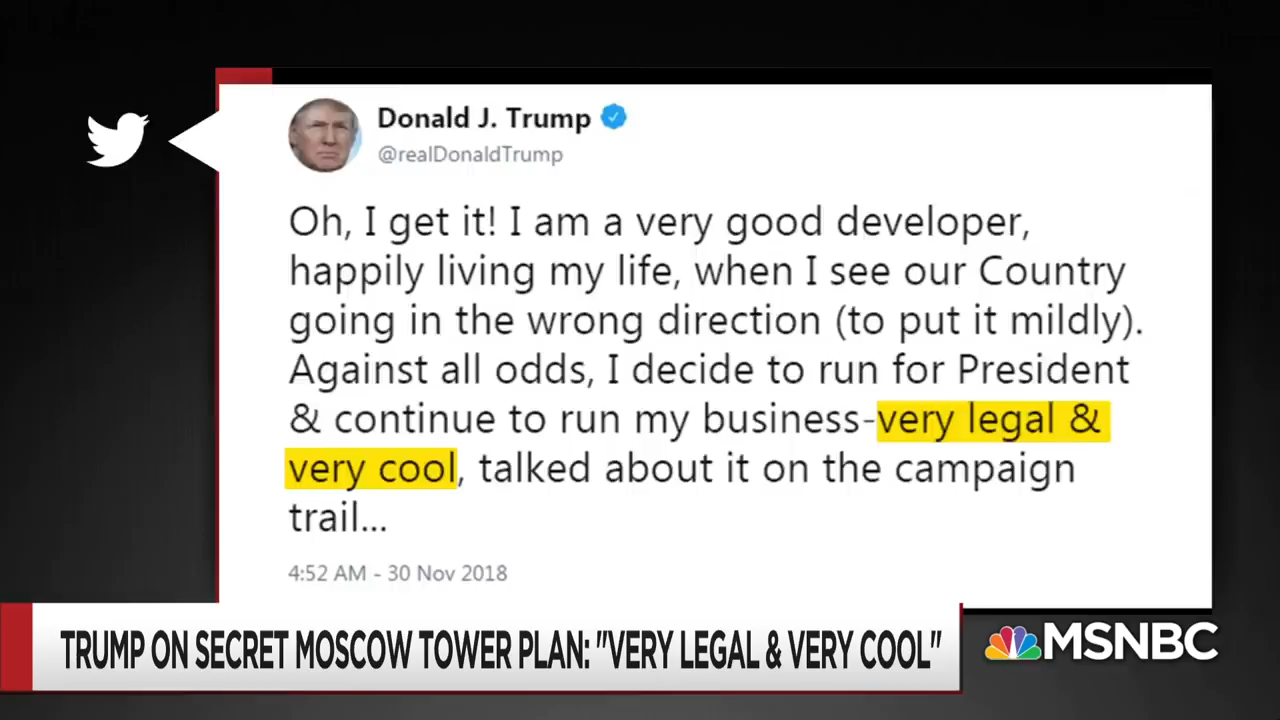 Donald J. Trump
@realDonaldTrump
Oh, I get it! I am a very good developer,
happily living my life, when I see our Country
going in the wrong direction (to put it mildly).
Against all odds, I decide to run for President
& continue to run my business-very legal &
very cool, talked about it on the campaign
trail...
4:52 AM - 30 Nov 2018
TRUMP ON SECRET MOSCOW TOWER PLAN: "VERY LEGAL & VERY COOL"
MSNBC